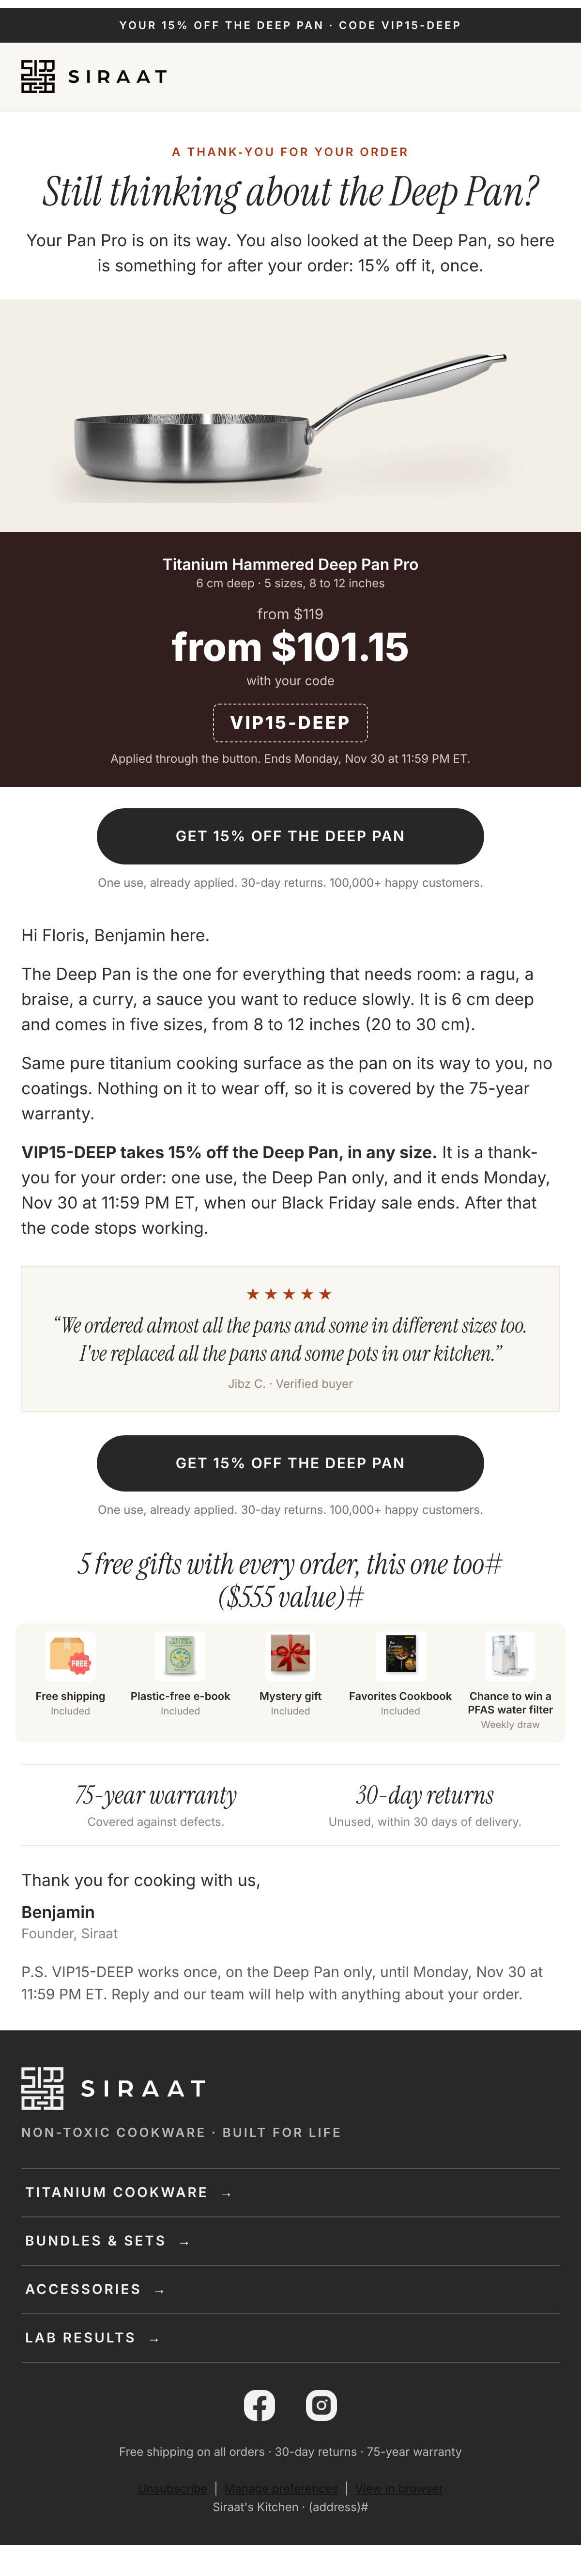 YOUR 15% OFF THE DEEP PAN · CODE VIP15-DEEP
SIRAAT
A THANK-YOU FOR YOUR ORDER
Still thinking about the Deep Pan?
Your Pan Pro is on its way. You also looked at the Deep Pan, so here
is something for after your order: 15% off it, once.
Titanium Hammered Deep Pan Pro
6 cm deep · 5 sizes, 8 to 12 inches
from $119
from $101.15
with your code
VIP15-DEEP
Applied through the button. Ends Monday, Nov 30 at 11:59 PM ET.
GET 15% OFF THE DEEP PAN
One use, already applied. 30-day returns. 100,000+ happy customers.
Hi Floris, Benjamin here.
The Deep Pan is the one for everything that needs room: a ragu, a
braise, a curry, a sauce you want to reduce slowly. It is 6 cm deep
and comes in five sizes, from 8 to 12 inches (20 to 30 cm).
Same pure titanium cooking surface as the pan on its way to you, no
coatings. Nothing on it to wear off, so it is covered by the 75-year
warranty.
VIP15-DEEP takes 15% off the Deep Pan, in any size. It is a thank-
you for your order: one use, the Deep Pan only, and it ends Monday,
Nov 30 at 11:59 PM ET, when our Black Friday sale ends. After that
the code stops working.
★★★★★
“We ordered almost all the pans and some in different sizes too.
I've replaced all the pans and some pots in our kitchen.”
Jibz C. · Verified buyer
GET 15% OFF THE DEEP PAN
One use, already applied. 30-day returns. 100,000+ happy customers.
5 free gifts with every order, this one too#
($555 value)#
FREE
Free shipping
Included
Plastic-free e-book
Included
Mystery gift
Included
Favorites Cookbook
Included
Chance to win a
PFAS water filter
Weekly draw
75-year warranty
Covered against defects.
30-day returns
Unused, within 30 days of delivery.
Thank you for cooking with us,
Benjamin
Founder, Siraat
P.S. VIP15-DEEP works once, on the Deep Pan only, until Monday, Nov 30 at
11:59 PM ET. Reply and our team will help with anything about your order.
SIRAAT
NON-TOXIC COOKWARE · BUILT FOR LIFE
TITANIUM COOKWARE →
BUNDLES & SETS →
ACCESSORIES →
LAB RESULTS →
Free shipping on all orders · 30-day returns · 75-year warranty
Unsubscribe | Manage preferences | View in browser
Siraat's Kitchen · (address)#